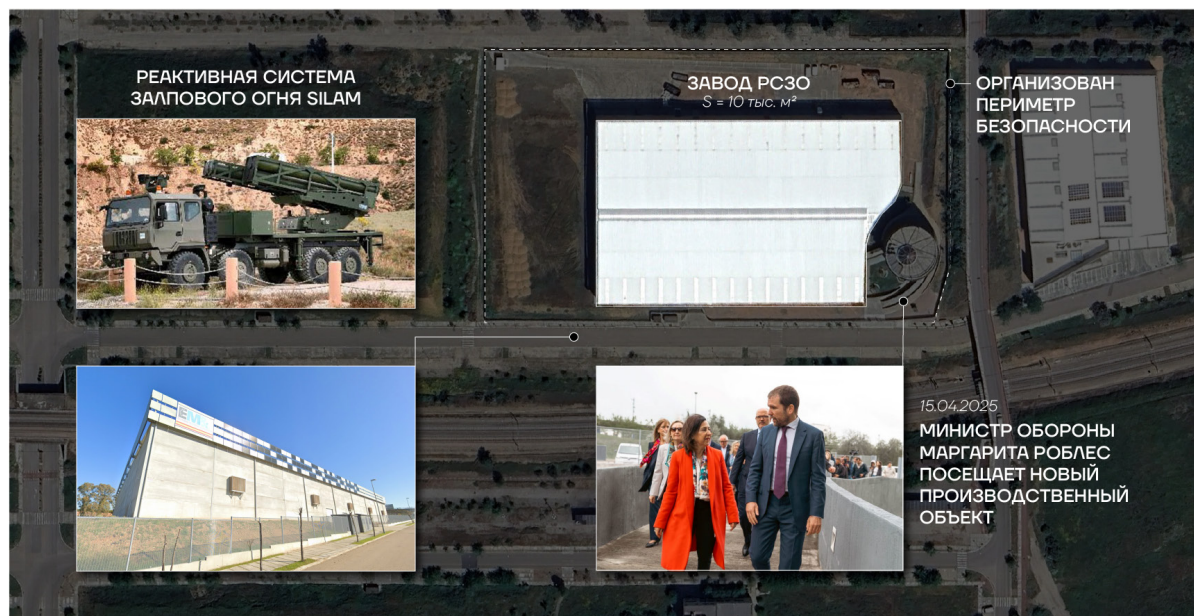 РЕАКТИВНАЯ СИСТЕМА
ЗАЛПОВОГО ОГНЯ SILAM
ЗАВОД РСЗО
S = 10 тыс. м²
ОРГАНИЗОВАН
ПЕРИМЕТР
БЕЗОПАСНОСТИ
15.04.2025
МИНИСТР ОБОРОНЫ
МАРГАРИТА РОБЛЕС
ПОСЕЩАЕТ НОВЫЙ
ПРОИЗВОДСТВЕННЫЙ
ОБЪЕКТ